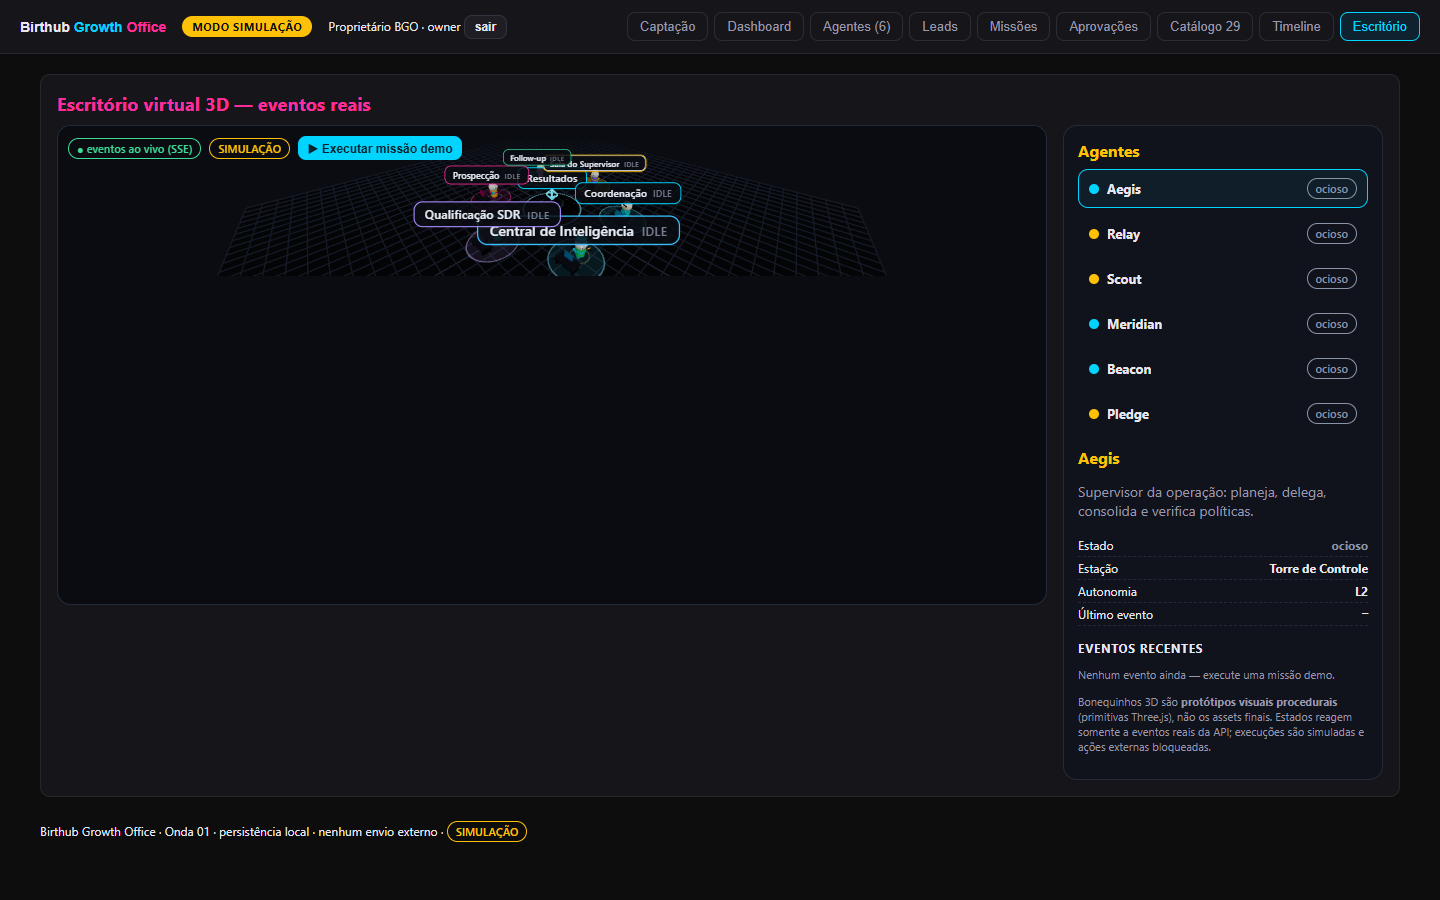 Birthub Growth Office MODO SIMULAÇÃO Proprietário BGO · owner sair Captação Dashboard Agentes (6) Leads Missões Aprovações Catálogo 29 Timeline Escritório
Escritório virtual 3D — eventos reais
● eventos ao vivo (SSE) SIMULAÇÃO ▶ Executar missão demo
Follow-up IDLE
do Supervisor IDLE
Prospecção IDLE
Resultados
Coordenação IDLE
Qualificação SDR IDLE
Central de Inteligência IDLE
Agentes
Aegis ocioso
Relay ocioso
Scout ocioso
Meridian ocioso
Beacon ocioso
Pledge ocioso
Aegis
Supervisor da operação: planeja, delega,
consolida e verifica políticas.
Estado ocioso
Estação Torre de Controle
Autonomia L2
Último evento –
EVENTOS RECENTES
Nenhum evento ainda — execute uma missão demo.
Bonequinhos 3D são protótipos visuais procedurais
(primitivas Three.js), não os assets finais. Estados reagem
somente a eventos reais da API; execuções são simuladas e
ações externas bloqueadas.
Birthub Growth Office · Onda 01 · persistência local · nenhum envio externo · SIMULAÇÃO